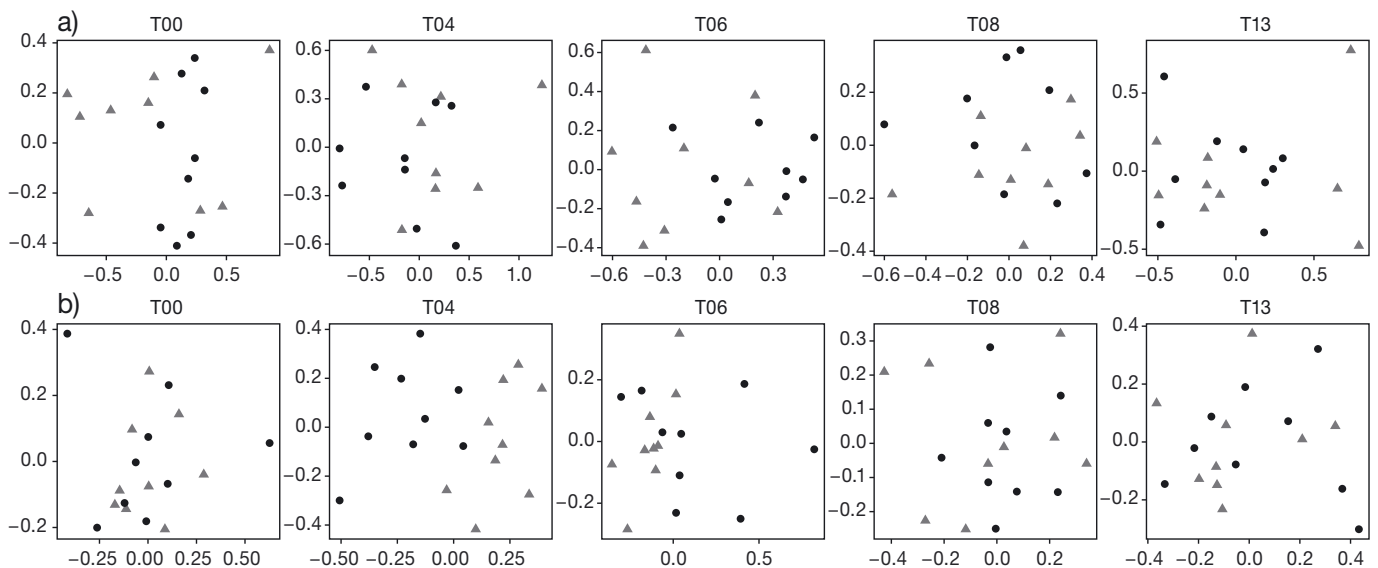 a) T00 T04 T06 T08 T13
0.4 0.2 0.0 −0.2 −0.4
0.6 0.3 0.0 −0.3 −0.6
0.6 0.4 0.2 0.0 −0.2 −0.4
0.2 0.0 −0.2 −0.4
0.5 0.0 −0.5
−0.5 0.0 0.5
−0.5 0.0 0.5 1.0
−0.6 −0.3 0.0 0.3
−0.6 −0.4 −0.2 0.0 0.2 0.4
−0.5 0.0 0.5
b) T00 T04 T06 T08 T13
0.4 0.2 0.0 −0.2
0.4 0.2 0.0 −0.2 −0.4
0.2 0.0 −0.2
0.3 0.2 0.1 0.0 −0.1 −0.2
0.4 0.2 0.0 −0.2
−0.25 0.00 0.25 0.50
−0.50 −0.25 0.00 0.25
0.0 0.5
−0.4 −0.2 0.0 0.2
−0.4 −0.2 0.0 0.2 0.4